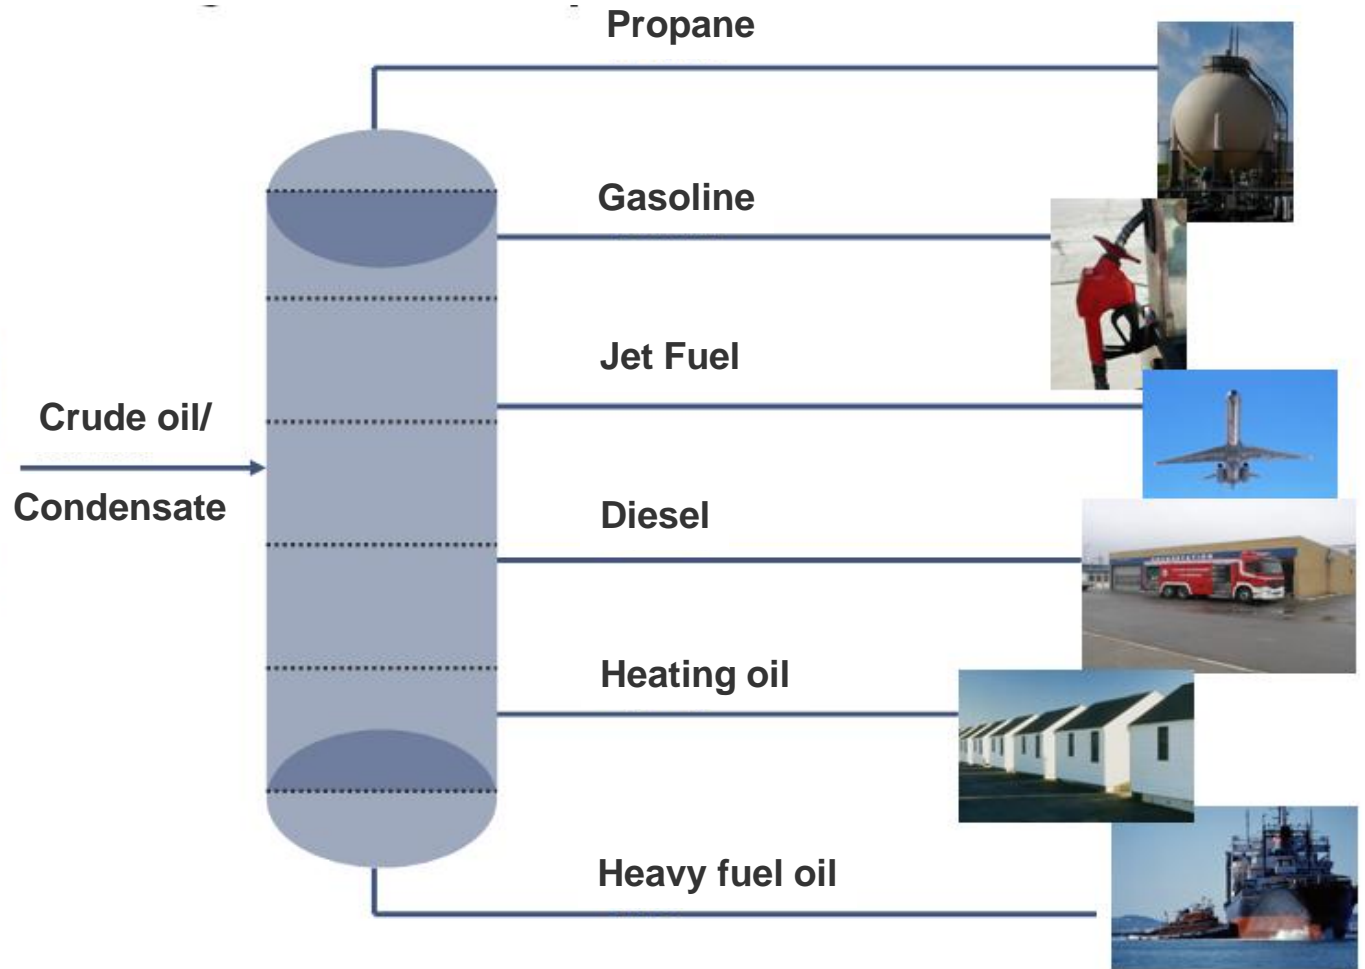 Propane
Gasoline
Jet Fuel
Crude oil/
Condensate
Diesel
Heating oil
Heavy fuel oil